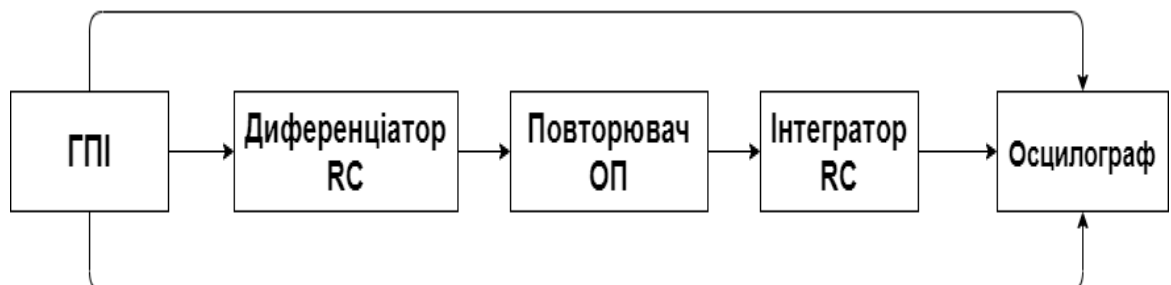 ГПІ
Диференціатор
RC
Повторювач
ОП
Інтегратор
RC
Осцилограф